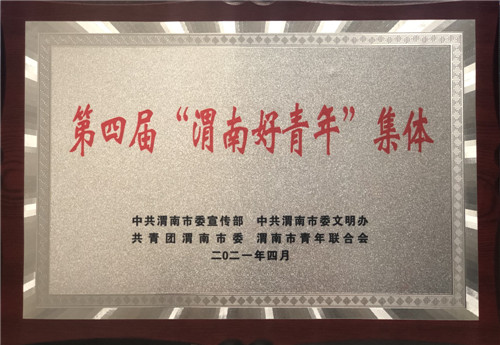 第四届“渭南好青年”集体
中共渭南市委宣传部 中共渭南市委文明办
共青团渭南市委 渭南市青年联合会
二〇二一年四月